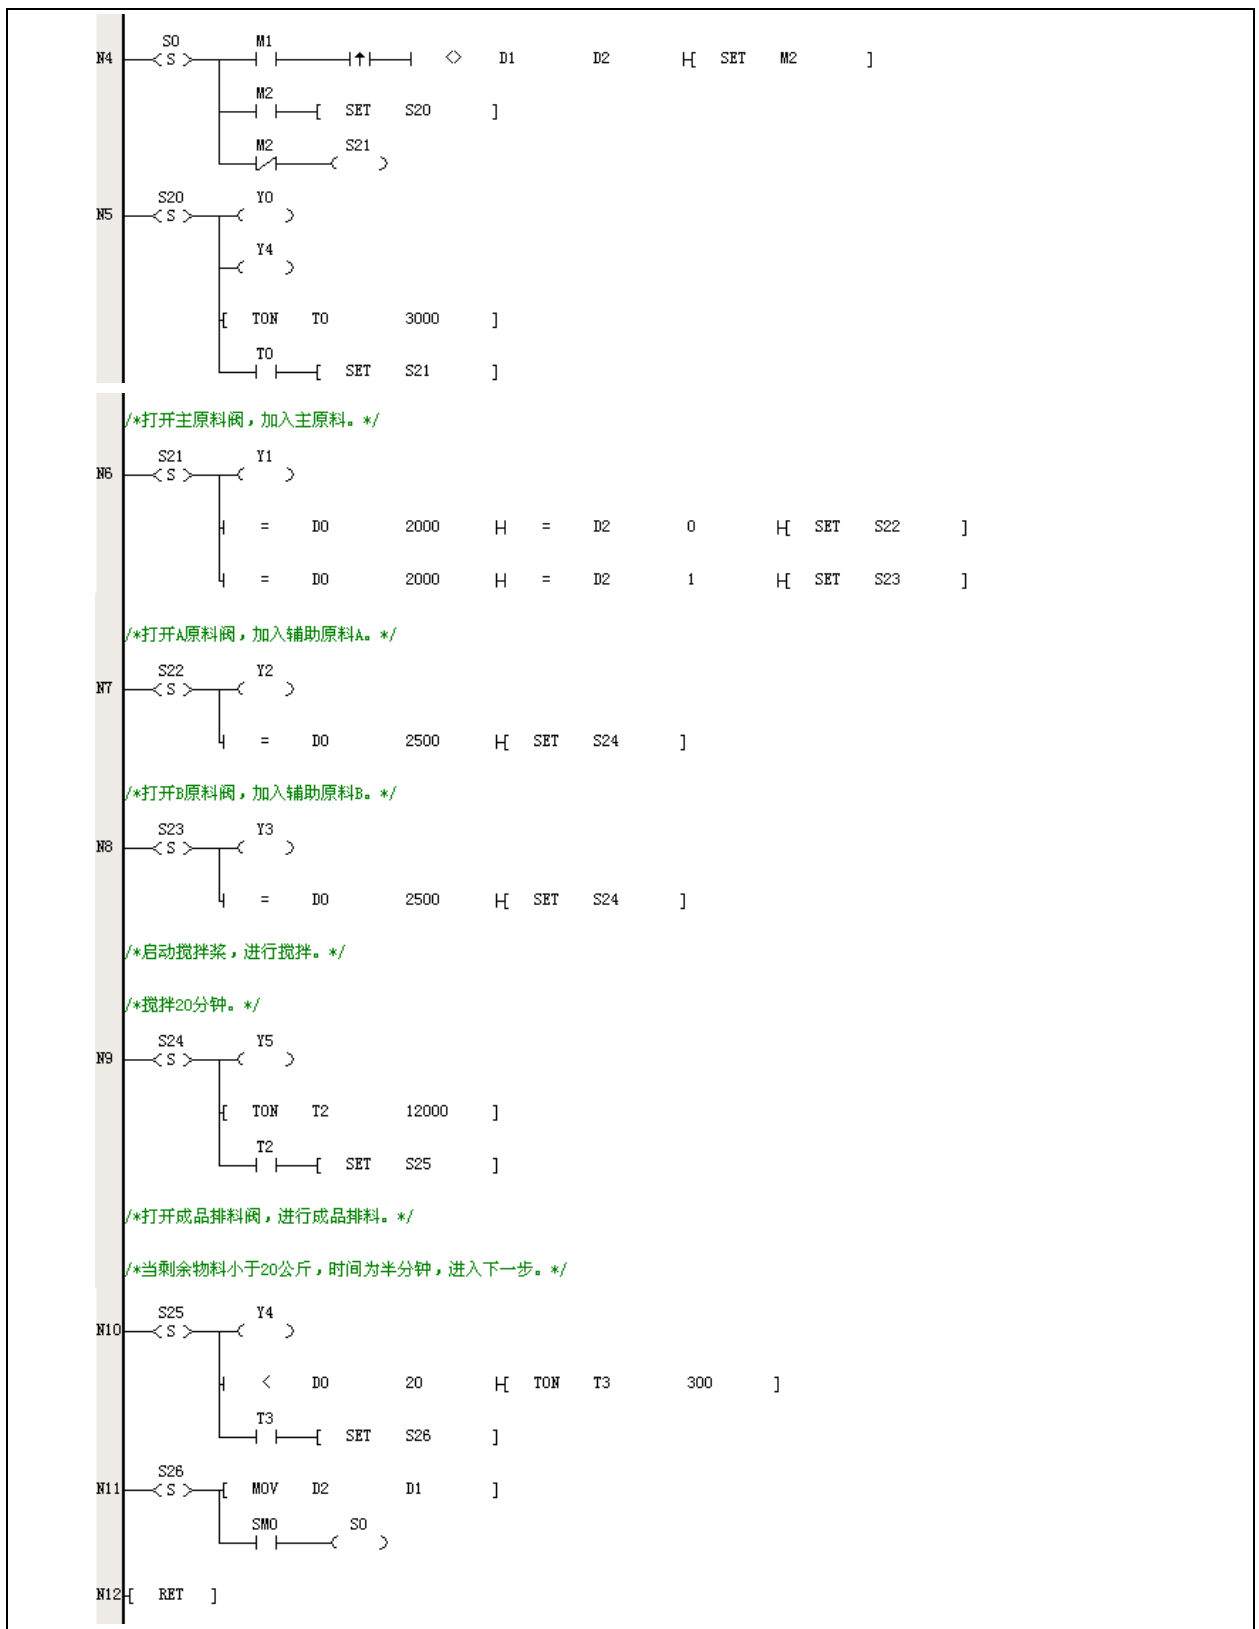 S0 M1
N4 < S > ↑ <> D1 D2 [ SET M2 ]
M2
[ SET S20 ]
M2 S21
( )
S20 Y0
N5 < S > ( )
Y4
( )
[ TON T0 3000 ]
T0
[ SET S21 ]
/*打开主原料阀，加入主原料。*/
S21 Y1
N6 < S > ( )
= D0 2000 = D2 0 [ SET S22 ]
= D0 2000 = D2 1 [ SET S23 ]
/*打开A原料阀，加入辅助原料A。*/
S22 Y2
N7 < S > ( )
= D0 2500 [ SET S24 ]
/*打开B原料阀，加入辅助原料B。*/
S23 Y3
N8 < S > ( )
= D0 2500 [ SET S24 ]
/*启动搅拌桨，进行搅拌。*/
/*搅拌20分钟。*/
S24 Y5
N9 < S > ( )
[ TON T2 12000 ]
T2
[ SET S25 ]
/*打开成品排料阀，进行成品排料。*/
/*当剩余物料小于20公斤，时间为半分钟，进入下一步。*/
S25 Y4
N10 < S > ( )
< D0 20 [ TON T3 300 ]
T3
[ SET S26 ]
S26
N11 < S > [ MOV D2 D1 ]
SM0 S0
( )
N12 [ RET ]